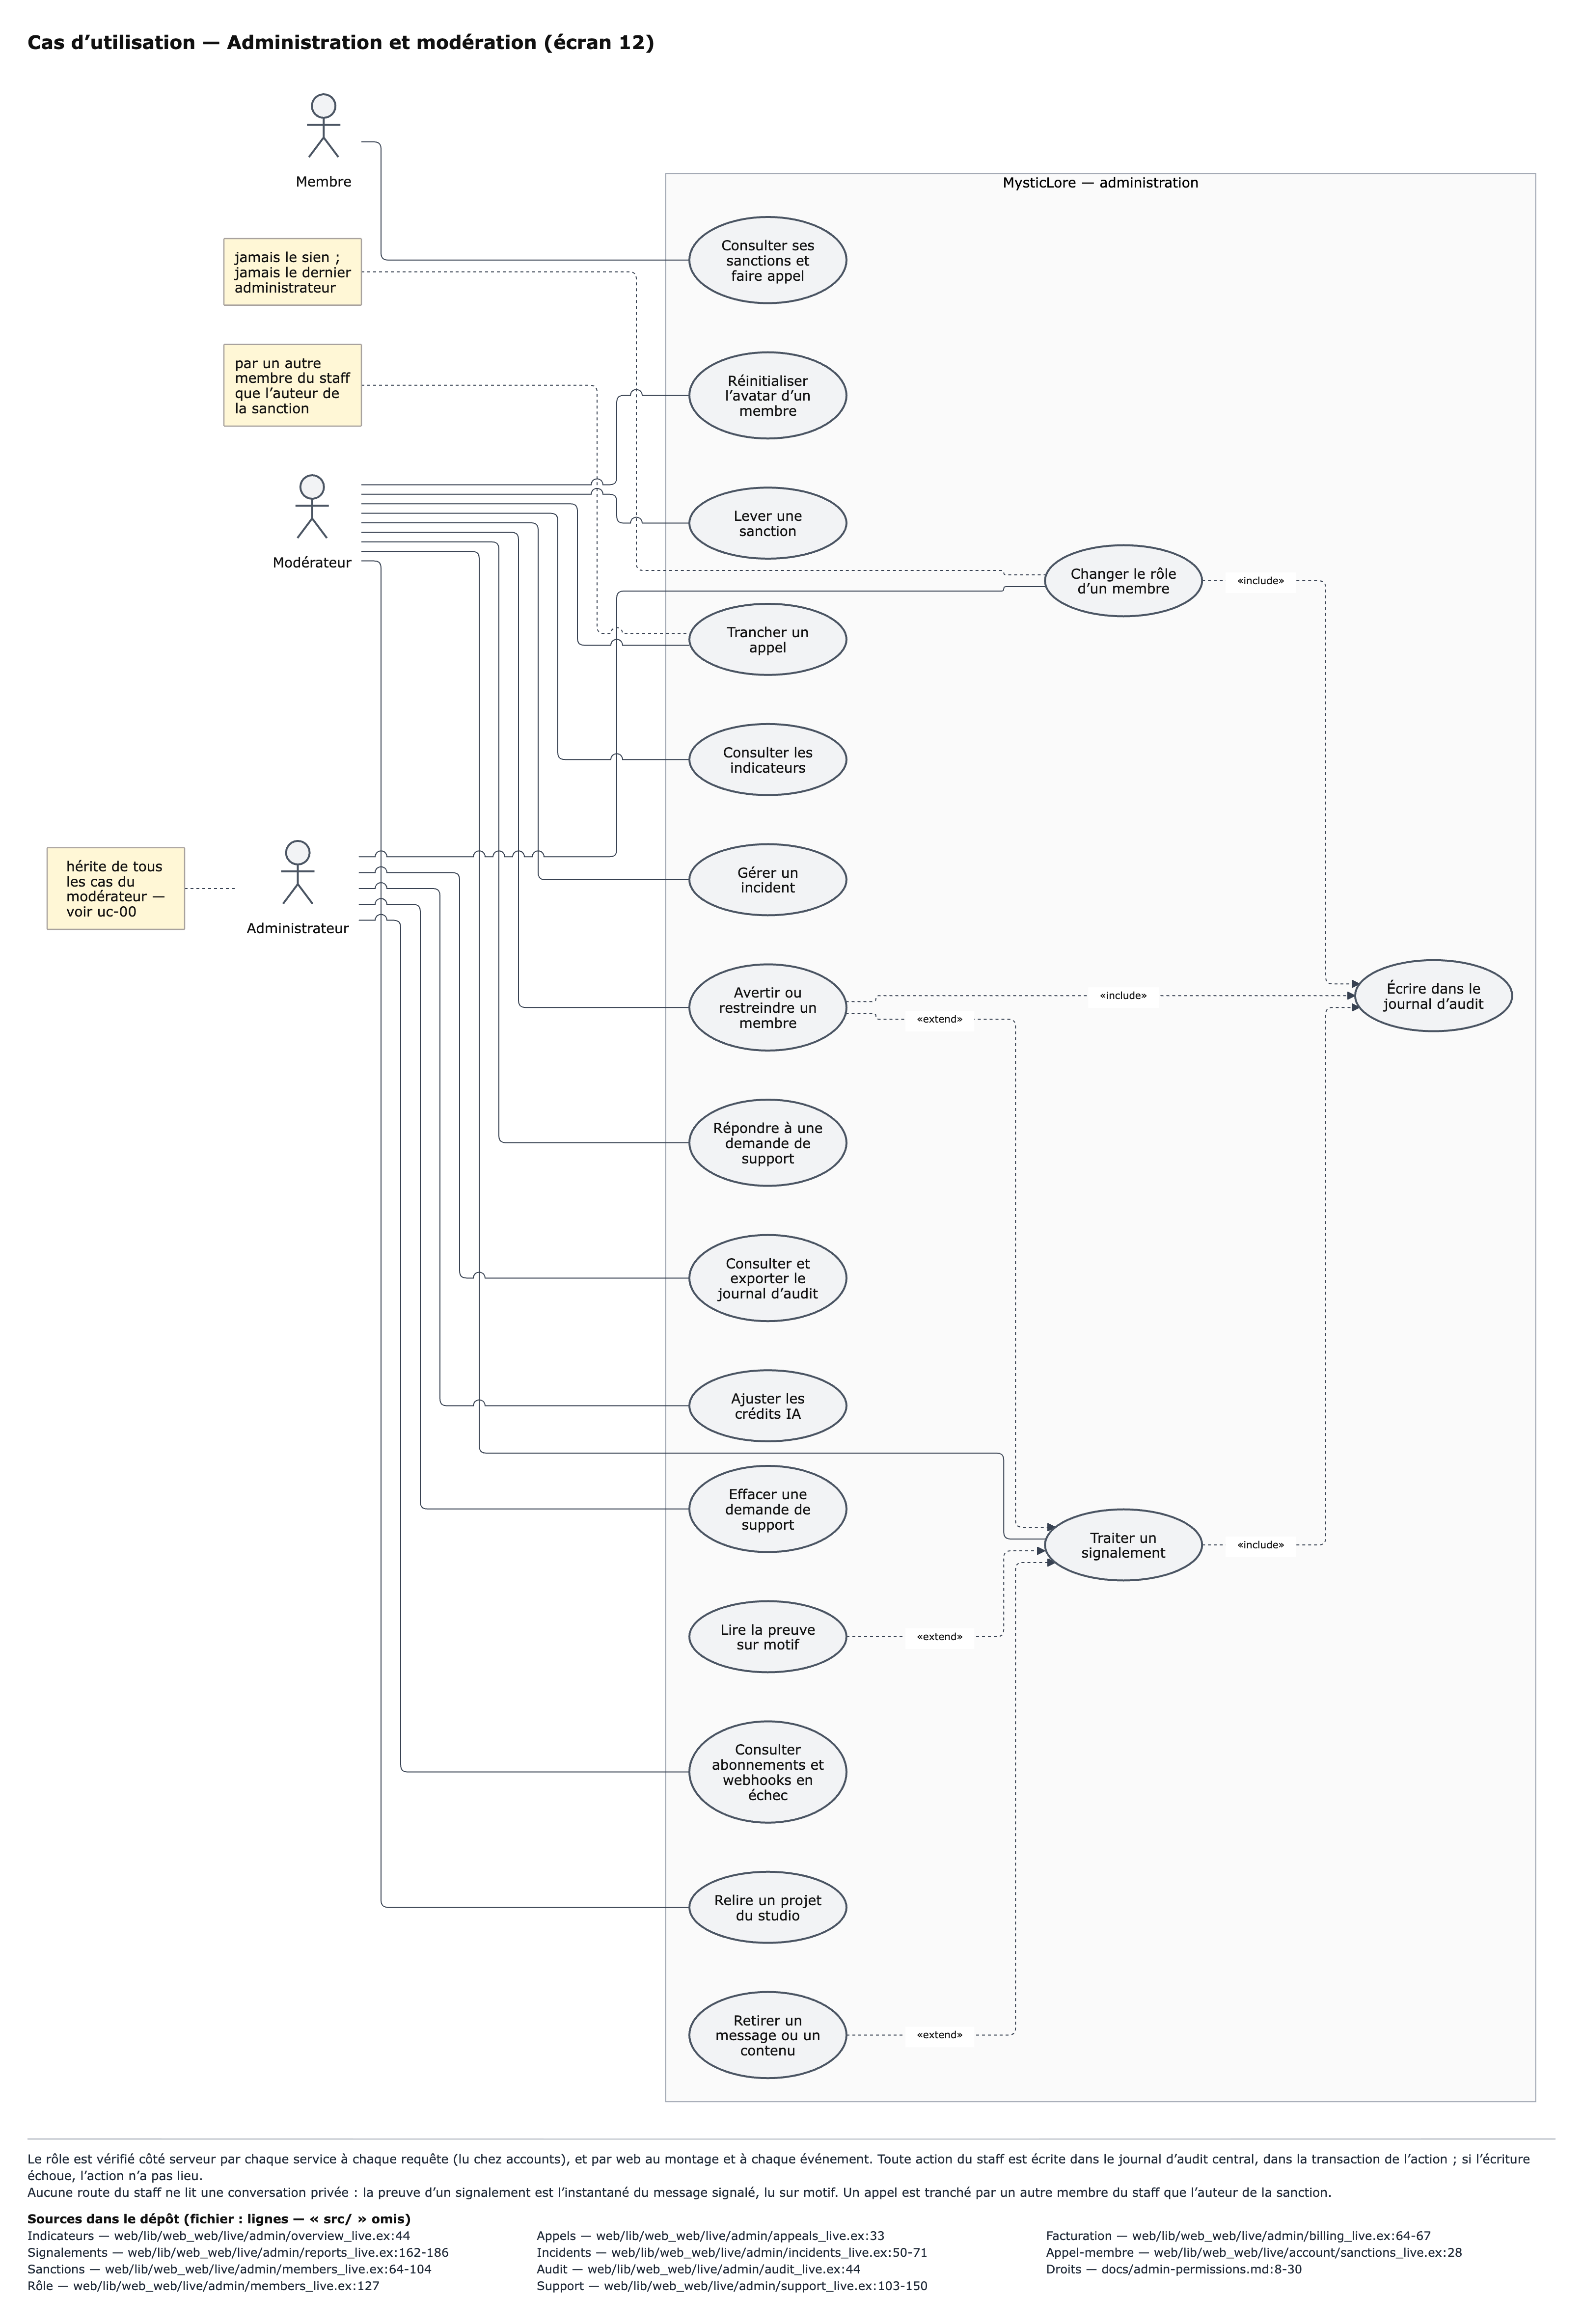 Cas d’utilisation — Administration et modération (écran 12)
Membre
MysticLore — administration
Consulter ses
sanctions et
faire appel
jamais le sien ;
jamais le dernier
administrateur
par un autre
membre du staff
que l’auteur de
la sanction
Réinitialiser
l’avatar d’un
membre
Modérateur
Lever une
sanction
Changer le rôle
d’un membre
«include»
Trancher un
appel
Consulter les
indicateurs
Gérer un
incident
hérite de tous
les cas du
modérateur —
voir uc-00
Administrateur
Avertir ou
restreindre un
membre
«include»
«extend»
Écrire dans le
journal d’audit
Répondre à une
demande de
support
Consulter et
exporter le
journal d’audit
Ajuster les
crédits IA
Effacer une
demande de
support
Traiter un
signalement
«include»
Lire la preuve
sur motif
«extend»
Consulter
abonnements et
webhooks en
échec
Relire un projet
du studio
Retirer un
message ou un
contenu
«extend»
Le rôle est vérifié côté serveur par chaque service à chaque requête (lu chez accounts), et par web au montage et à chaque événement. Toute action du staff est écrite dans le journal d’audit central, dans la transaction de l’action ; si l’écriture
échoue, l’action n’a pas lieu.
Aucune route du staff ne lit une conversation privée : la preuve d’un signalement est l’instantané du message signalé, lu sur motif. Un appel est tranché par un autre membre du staff que l’auteur de la sanction.
Sources dans le dépôt (fichier : lignes — « src/ » omis)
Indicateurs — web/lib/web_web/live/admin/overview_live.ex:44
Signalements — web/lib/web_web/live/admin/reports_live.ex:162-186
Sanctions — web/lib/web_web/live/admin/members_live.ex:64-104
Rôle — web/lib/web_web/live/admin/members_live.ex:127
Appels — web/lib/web_web/live/admin/appeals_live.ex:33
Incidents — web/lib/web_web/live/admin/incidents_live.ex:50-71
Audit — web/lib/web_web/live/admin/audit_live.ex:44
Support — web/lib/web_web/live/admin/support_live.ex:103-150
Facturation — web/lib/web_web/live/admin/billing_live.ex:64-67
Appel-membre — web/lib/web_web/live/account/sanctions_live.ex:28
Droits — docs/admin-permissions.md:8-30